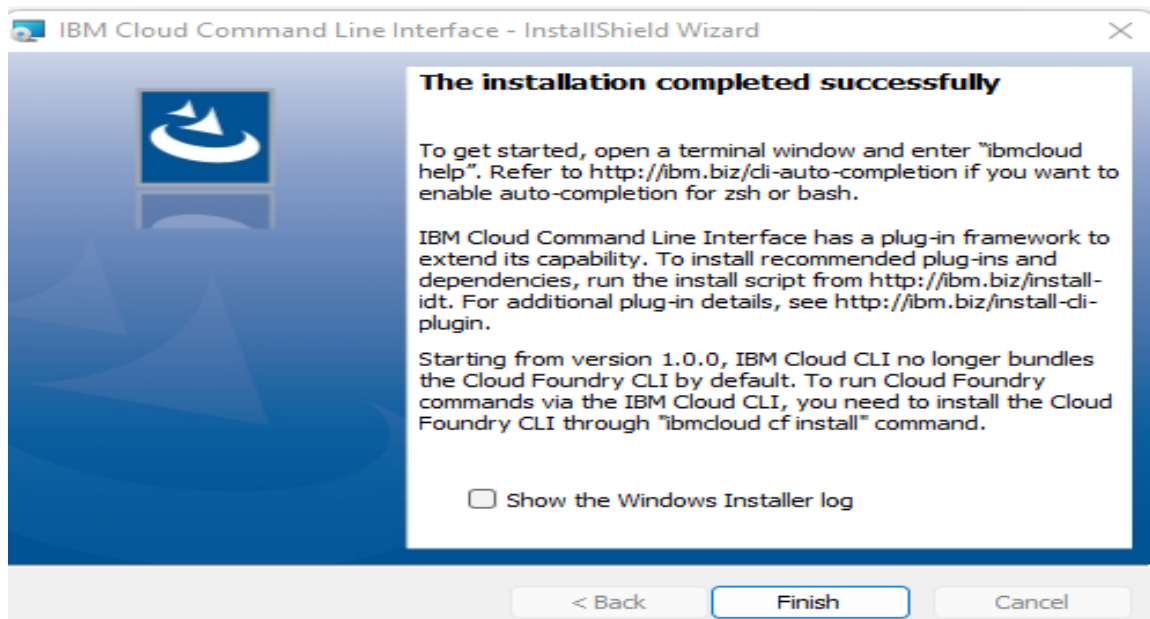 IBM Cloud Command Line Interface - InstallShield Wizard
The installation completed successfully
To get started, open a terminal window and enter "ibmcloud
help". Refer to http://ibm.biz/cli-auto-completion if you want to
enable auto-completion for zsh or bash.
IBM Cloud Command Line Interface has a plug-in framework to
extend its capability. To install recommended plug-ins and
dependencies, run the install script from http://ibm.biz/install-
idt. For additional plug-in details, see http://ibm.biz/install-cli-
plugin.
Starting from version 1.0.0, IBM Cloud CLI no longer bundles
the Cloud Foundry CLI by default. To run Cloud Foundry
commands via the IBM Cloud CLI, you need to install the Cloud
Foundry CLI through "ibmcloud cf install" command.
Show the Windows Installer log
< Back Finish Cancel